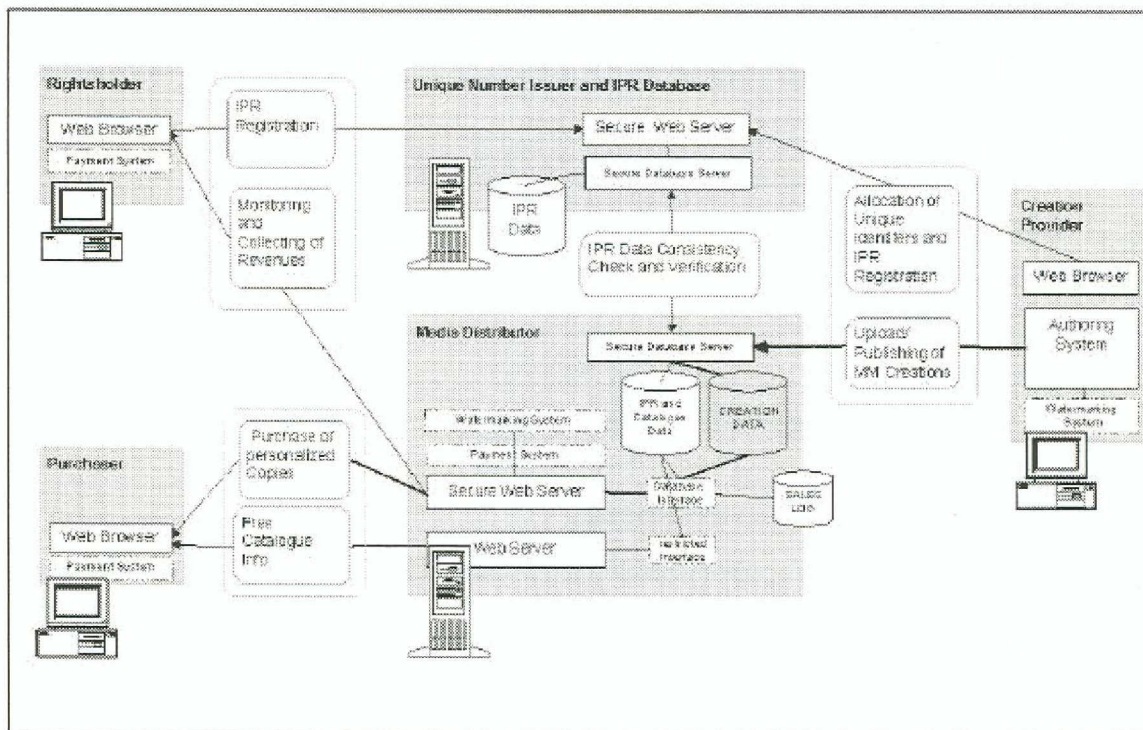 Rightsholder
Web Browser
Payment System
IPR
Registration
Monitoring
and
Collecting of
Revenues
Unique Number Issuer and IPR Database
Secure Web Server
Secure Database Server
IPR
Data
IPR Data Consistency
Check and Verification
Allocation of
Unique
Identifiers and
IPR
Registration
Upload/
Publishing of
MM Creations
Creation
Provider
Web Browser
Authoring
System
Watermarking
System
Media Distributor
Secure Database Server
IPR and
Catalogue
Data
CREATION
DATA
Watermarking System
Payment System
Secure Web Server
Database
Interface
SALES
LOG
Web Server
restricted
Interface
Purchaser
Web Browser
Payment System
Purchase of
personalized
Copies
Free
Catalogue
Info